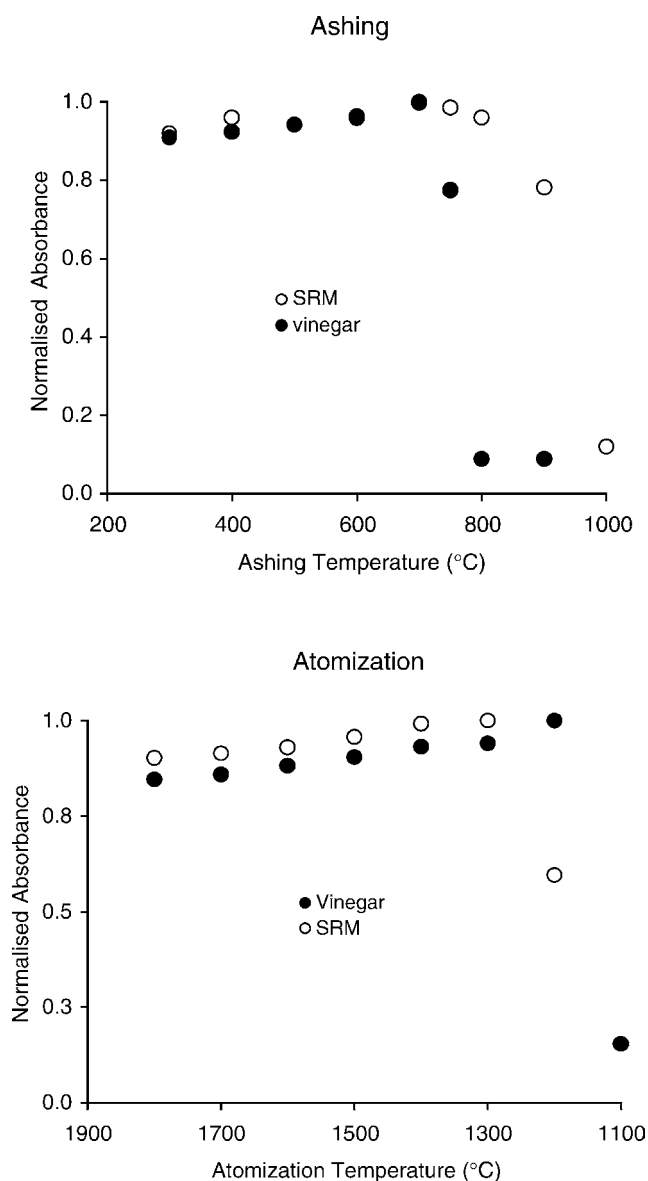 Ashing
1.0
0.8
0.6
0.4
0.2
0.0
Normalised Absorbance
SRM
vinegar
200 400 600 800 1000
Ashing Temperature (°C)
Atomization
1.0
0.8
0.5
0.3
0.0
Normalised Absorbance
Vinegar
SRM
1900 1700 1500 1300 1100
Atomization Temperature (°C)